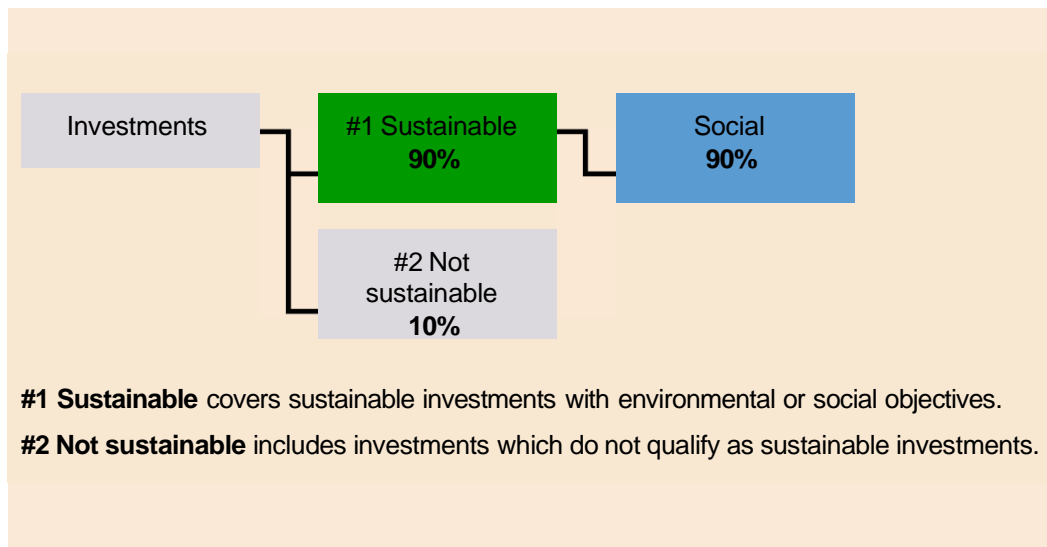 Investments
#1 Sustainable
90%
Social
90%
#2 Not
sustainable
10%
#1 Sustainable covers sustainable investments with environmental or social objectives.
#2 Not sustainable includes investments which do not qualify as sustainable investments.